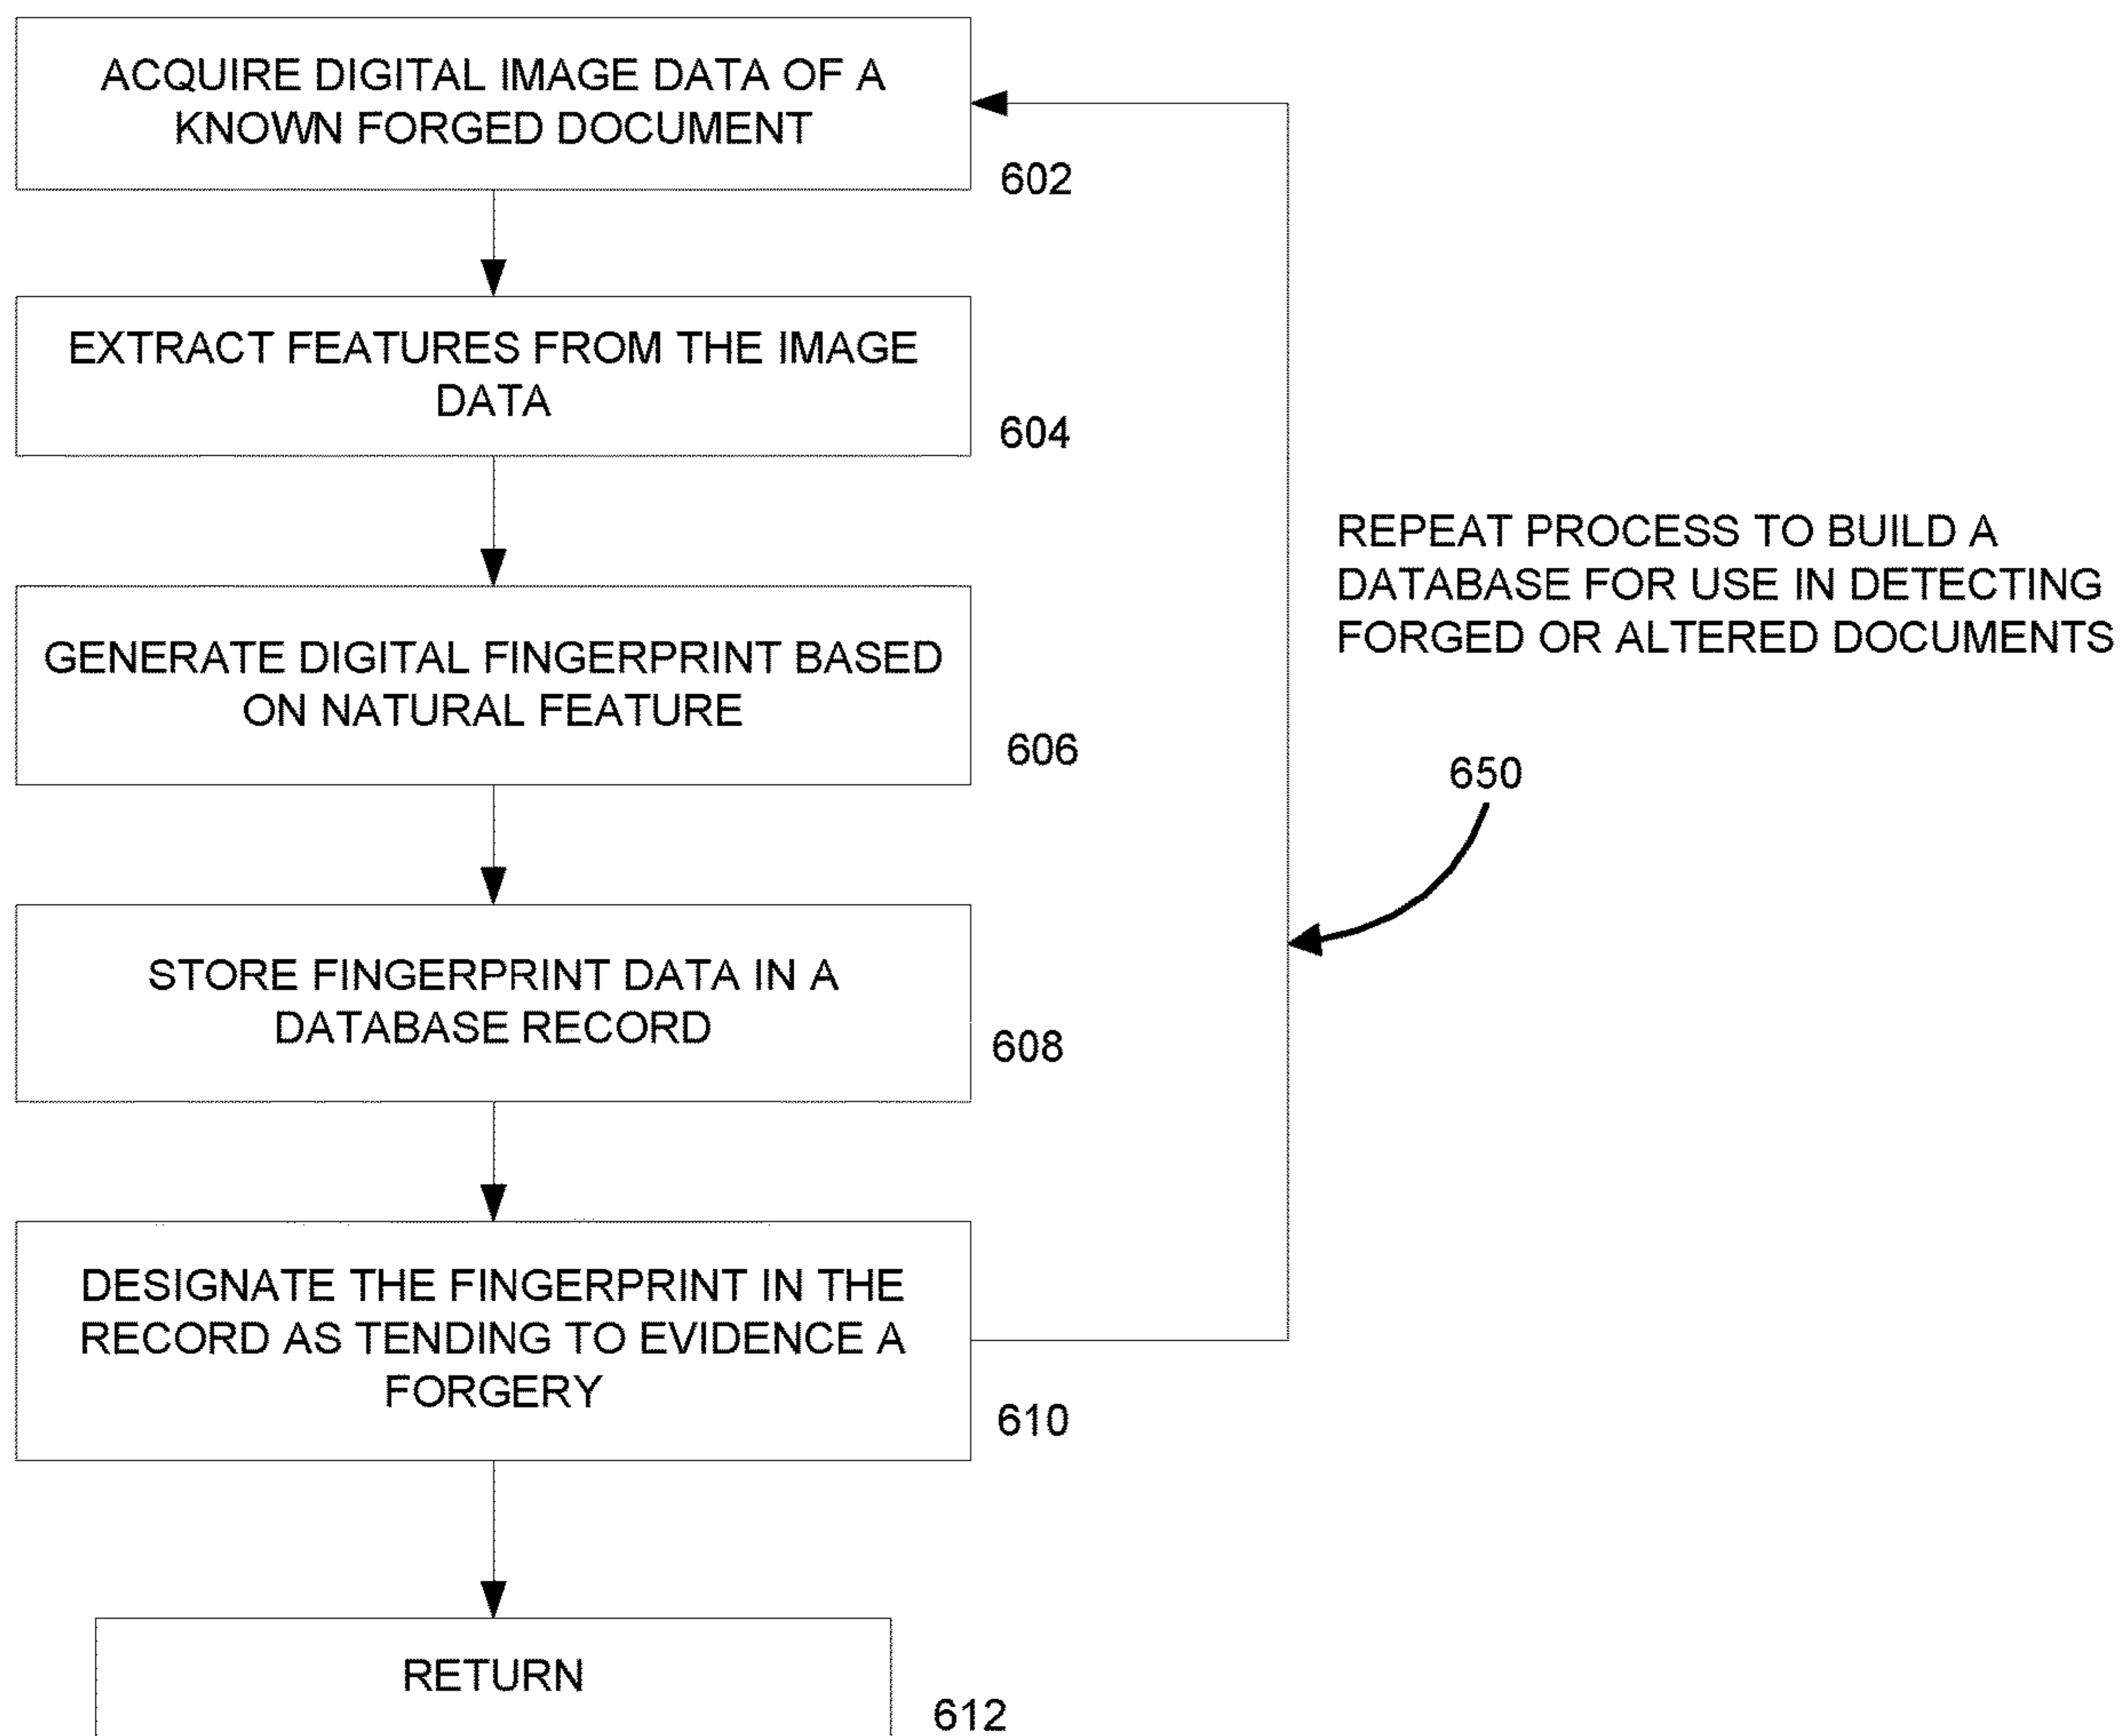 ACQUIRE DIGITAL IMAGE DATA OF A
KNOWN FORGED DOCUMENT
602
EXTRACT FEATURES FROM THE IMAGE
DATA
604
GENERATE DIGITAL FINGERPRINT BASED
ON NATURAL FEATURE
606
STORE FINGERPRINT DATA IN A
DATABASE RECORD
608
DESIGNATE THE FINGERPRINT IN THE
RECORD AS TENDING TO EVIDENCE A
FORGERY
610
RETURN
612
REPEAT PROCESS TO BUILD A
DATABASE FOR USE IN DETECTING
FORGED OR ALTERED DOCUMENTS
650